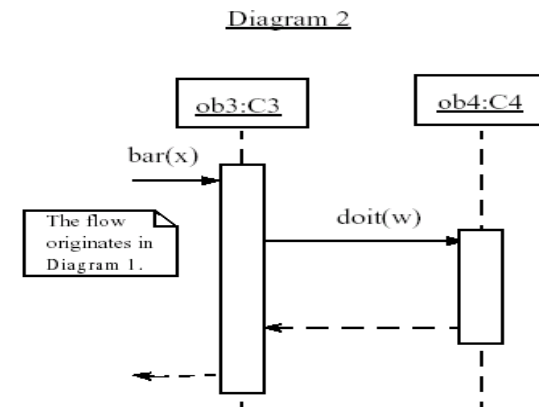 Diagram 2
ob3:C3
ob4:C4
bar(x)
The flow
originates in
Diagram 1.
doit(w)